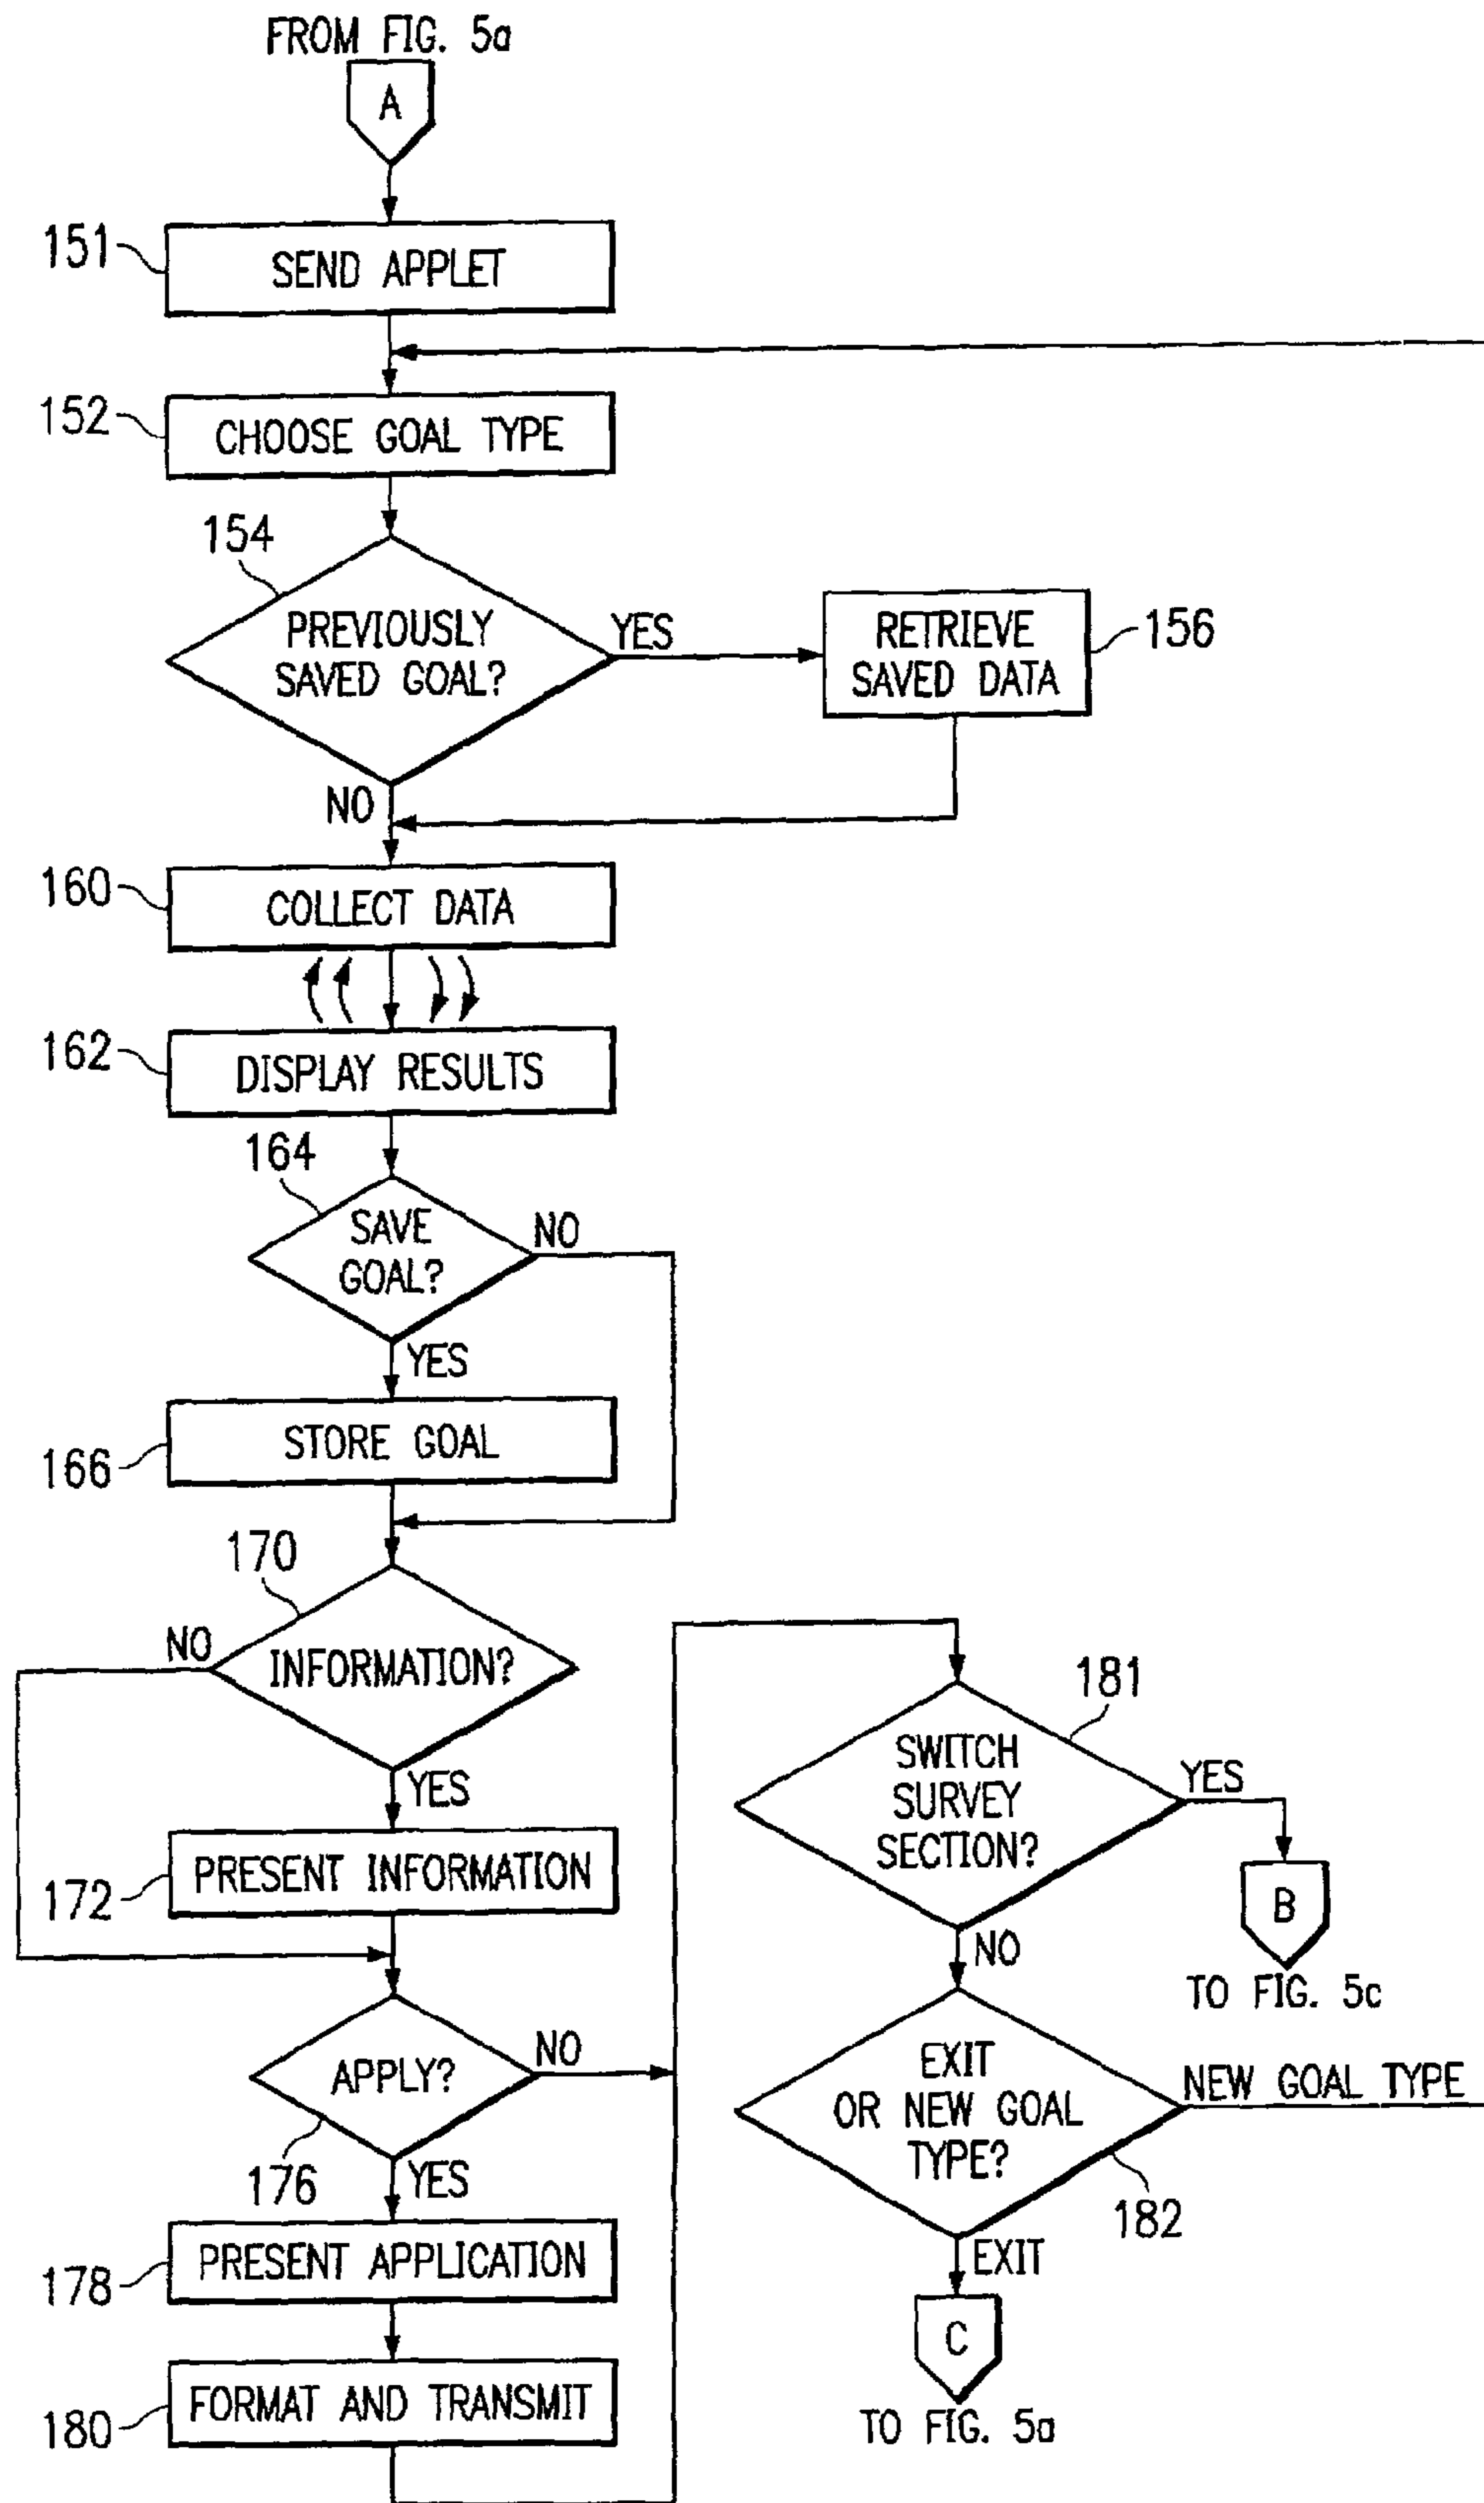 FROM FIG. 5a
A
151
SEND APPLET
152
CHOOSE GOAL TYPE
154
PREVIOUSLY
SAVED GOAL?
YES
RETRIEVE
SAVED DATA
156
NO
160
COLLECT DATA
162
DISPLAY RESULTS
164
SAVE
GOAL?
NO
YES
STORE GOAL
166
170
NO
INFORMATION?
YES
PRESENT INFORMATION
172
APPLY?
NO
176
YES
PRESENT APPLICATION
178
FORMAT AND TRANSMIT
180
181
SWITCH
SURVEY
SECTION?
YES
B
TO FIG. 5c
NO
EXIT
OR NEW GOAL
TYPE?
NEW GOAL TYPE
182
EXIT
C
TO FIG. 5a